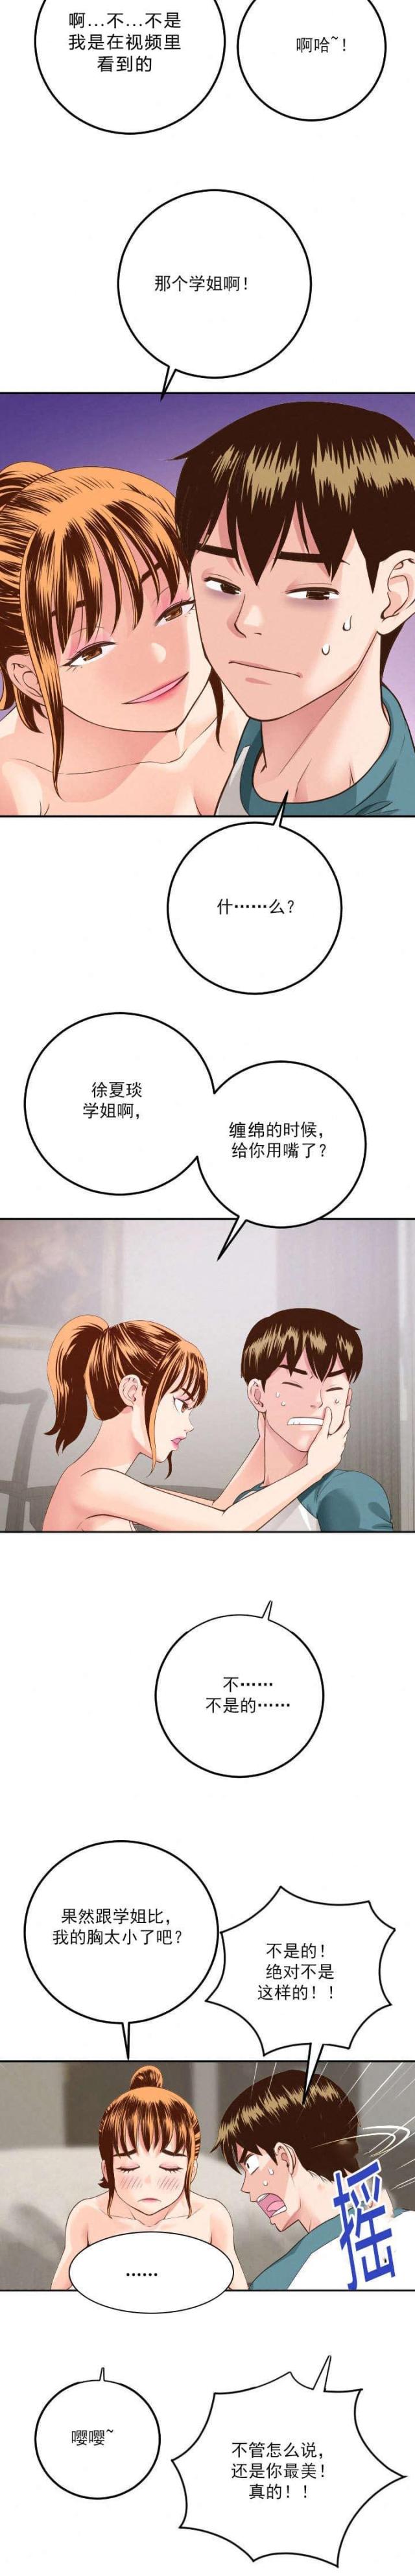 啊…不…不是
我是在视频里
看到的
啊哈~!
那个学姐啊!
什……么?
徐夏琰
学姐啊,
缠绵的时候,
给你用嘴了?
不……
不是的……
果然跟学姐比,
我的胸太小了吧?
不是的!
绝对不是
这样的!!
摇
……
嘤嘤~
不管怎么说,
还是你最美!
真的!!